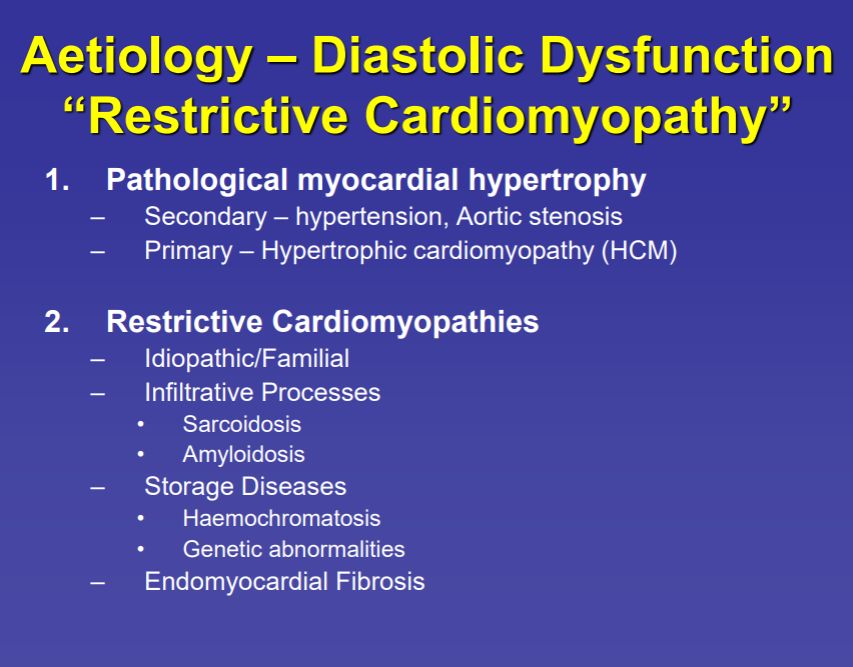 Aetiology – Diastolic Dysfunction
“Restrictive Cardiomyopathy”
1. Pathological myocardial hypertrophy
– Secondary – hypertension, Aortic stenosis
– Primary – Hypertrophic cardiomyopathy (HCM)
2. Restrictive Cardiomyopathies
– Idiopathic/Familial
– Infiltrative Processes
• Sarcoidosis
• Amyloidosis
– Storage Diseases
• Haemochromatosis
• Genetic abnormalities
– Endomyocardial Fibrosis